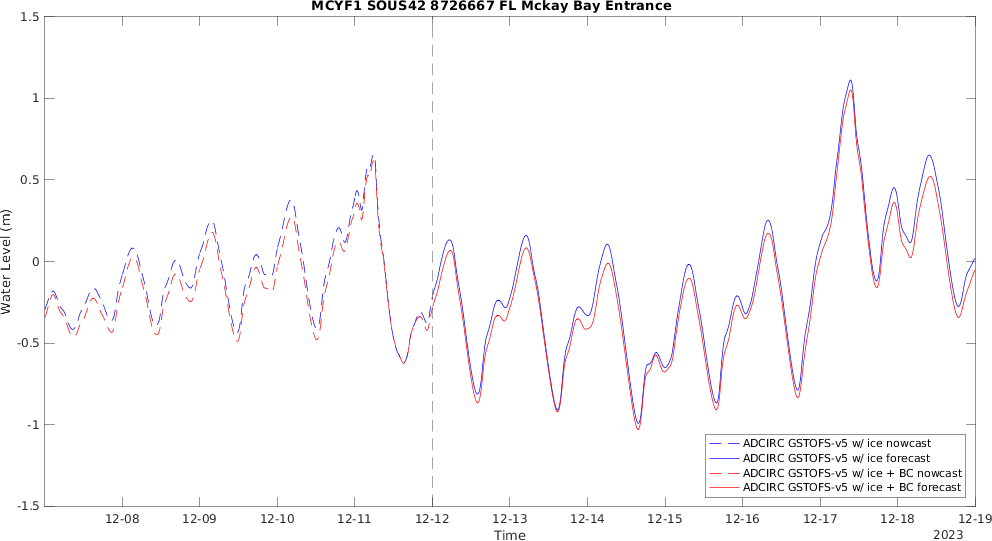 MCYF1 SOUS42 8726667 FL Mckay Bay Entrance
1.5
1
0.5
0
-0.5
-1
-1.5
Water Level (m)
12-08 12-09 12-10 12-11 12-12 12-13 12-14 12-15 12-16 12-17 12-18 12-19
Time
2023
ADCIRC GSTOFS-v5 w/ ice nowcast
ADCIRC GSTOFS-v5 w/ ice forecast
ADCIRC GSTOFS-v5 w/ ice + BC nowcast
ADCIRC GSTOFS-v5 w/ ice + BC forecast